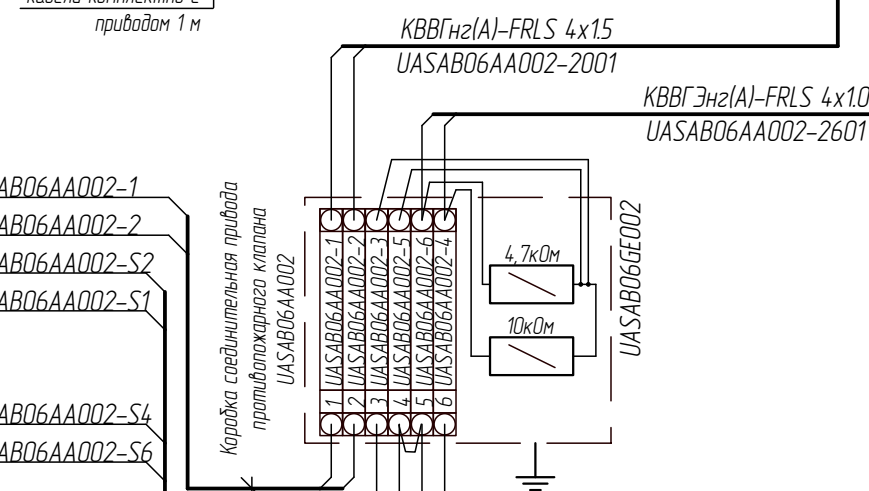 приводом 1 м
КВВГнг(А)-FRLS 4x1.5
UASAB06AA002-2001
КВВГЭнг(А)-FRLS 4x1.0
UASAB06AA002-2601
AB06AA002-1
AB06AA002-2
AB06AA002-S2
AB06AA002-S1
AB06AA002-S4
AB06AA002-S6
Коробка соединительная привода
противопожарного клапана
UASAB06AA002
UASAB06AA002-1
UASAB06AA002-2
UASAB06AA002-3
UASAB06AA002-5
UASAB06AA002-6
UASAB06AA002-4
1
2
3
4
5
6
4,7кОм
10кОм
UASAB06GE002